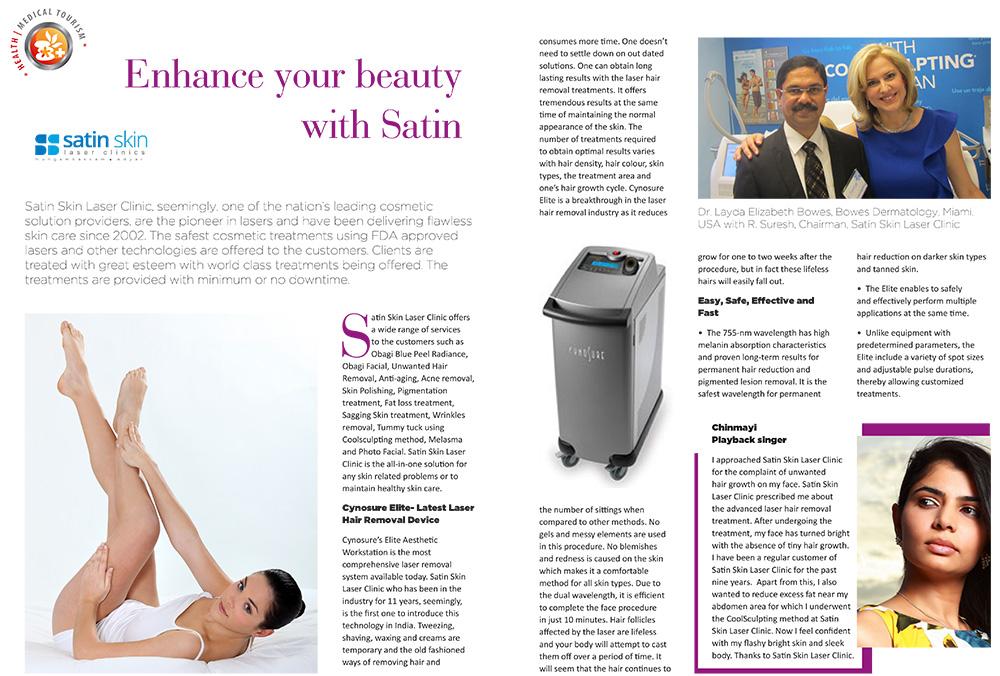 HEALTH | MEDICAL TOURISM
Enhance your beauty
with Satin
satin skin
laser clinics
nungambakkam • adyar
Satin Skin Laser Clinic, seemingly, one of the nation's leading cosmetic
solution providers, are the pioneer in lasers and have been delivering flawless
skin care since 2002. The safest cosmetic treatments using FDA approved
lasers and other technologies are offered to the customers. Clients are
treated with great esteem with world class treatments being offered. The
treatments are provided with minimum or no downtime.
Satin Skin Laser Clinic offers
a wide range of services
to the customers such as
Obagi Blue Peel Radiance,
Obagi Facial, Unwanted Hair
Removal, Anti-aging, Acne removal,
Skin Polishing, Pigmentation
treatment, Fat loss treatment,
Sagging Skin treatment, Wrinkles
removal, Tummy tuck using
Coolsculpting method, Melasma
and Photo Facial. Satin Skin Laser
Clinic is the all-in-one solution for
any skin related problems or to
maintain healthy skin care.
Cynosure Elite- Latest Laser
Hair Removal Device
Cynosure's Elite Aesthetic
Workstation is the most
comprehensive laser removal
system available today. Satin Skin
Laser Clinic who has been in the
industry for 11 years, seemingly,
is the first one to introduce this
technology in India. Tweezing,
shaving, waxing and creams are
temporary and the old fashioned
ways of removing hair and
consumes more time. One doesn't
need to settle down on out dated
solutions. One can obtain long
lasting results with the laser hair
removal treatments. It offers
tremendous results at the same
time of maintaining the normal
appearance of the skin. The
number of treatments required
to obtain optimal results varies
with hair density, hair colour, skin
types, the treatment area and
one's hair growth cycle. Cynosure
Elite is a breakthrough in the laser
hair removal industry as it reduces
CYNOSURE
the number of sittings when
compared to other methods. No
gels and messy elements are used
in this procedure. No blemishes
and redness is caused on the skin
which makes it a comfortable
method for all skin types. Due to
the dual wavelength, it is efficient
to complete the face procedure
in just 10 minutes. Hair follicles
affected by the laser are lifeless
and your body will attempt to cast
them off over a period of time. It
will seem that the hair continues to
WITH
COOLSCULPTING
Dr. Layda Elizabeth Bowes, Bowes Dermatology, Miami,
USA with R. Suresh, Chairman, Satin Skin Laser Clinic
grow for one to two weeks after the
procedure, but in fact these lifeless
hairs will easily fall out.
Easy, Safe, Effective and
Fast
• The 755-nm wavelength has high
melanin absorption characteristics
and proven long-term results for
permanent hair reduction and
pigmented lesion removal. It is the
safest wavelength for permanent
hair reduction on darker skin types
and tanned skin.
• The Elite enables to safely
and effectively perform multiple
applications at the same time.
• Unlike equipment with
predetermined parameters, the
Elite include a variety of spot sizes
and adjustable pulse durations,
thereby allowing customized
treatments.
Chinmayi
Playback singer
I approached Satin Skin Laser Clinic
for the complaint of unwanted
hair growth on my face. Satin Skin
Laser Clinic prescribed me about
the advanced laser hair removal
treatment. After undergoing the
treatment, my face has turned bright
with the absence of tiny hair growth.
I have been a regular customer of
Satin Skin Laser Clinic for the past
nine years. Apart from this, I also
wanted to reduce excess fat near my
abdomen area for which I underwent
the CoolSculpting method at Satin
Skin Laser Clinic. Now I feel confident
with my flashy bright skin and sleek
body. Thanks to Satin Skin Laser Clinic.